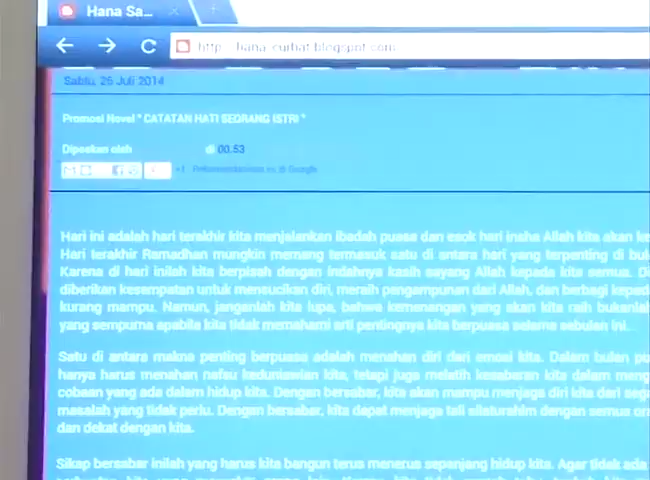 Hana Sa...
http hana-curhat.blogspot.com
Sabtu, 26 Juli 2014
Promosi Novel " CATATAN HATI SEORANG ISTRI "
Diposkan oleh 00.53
+1 Rekomendasikan ini di Google
Hari ini adalah hari terakhir kita menjalankan ibadah puasa dan esok hari insha Allah kita akan
Hari terakhir Ramadhan mungkin memang termasuk satu di antara hari yang terpenting di
Karena di hari inilah kita berpisah dengan indahnya kasih sayang Allah kepada kita semua.
diberikan kesempatan untuk mensucikan diri, meraih pengampunan dari Allah, dan berbagi
kurang mampu. Namun, janganlah kita lupa, bahwa kemenangan yang akan kita raih
yang sempurna apabila kita tidak memahami arti pentingnya kita berpuasa selama sebulan ini..
Satu di antara makna penting berpuasa adalah menahan diri dari emosi kita. Dalam bulan
hanya harus menahan nafsu keduniawian kita, tetapi juga melatih kesabaran kita dalam
cobaan yang ada dalam hidup kita. Dengan bersabar, kita akan mampu menjaga diri kita dari
masalah yang tidak perlu. Dengan bersabar, kita dapat menjaga tali silaturahim dengan semua
dan dekat dengan kita.
Sikap bersabar inilah yang harus kita bangun terus menerus sepanjang hidup kita. Agar tidak ada